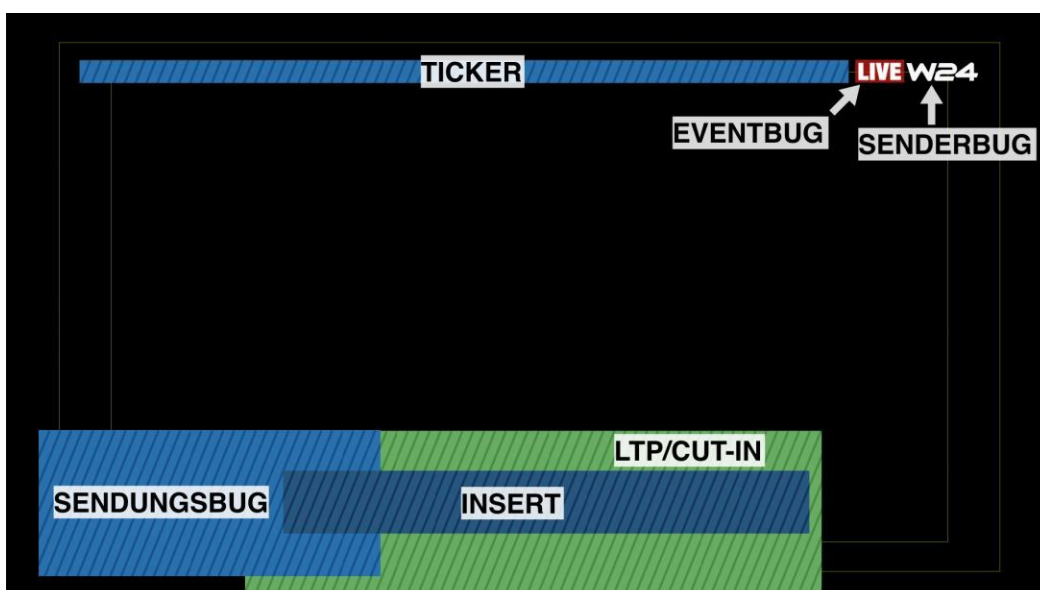 TICKER
LIVE W24
EVENTBUG
SENDERBUG
LTP/CUT-IN
SENDUNGSBUG
INSERT